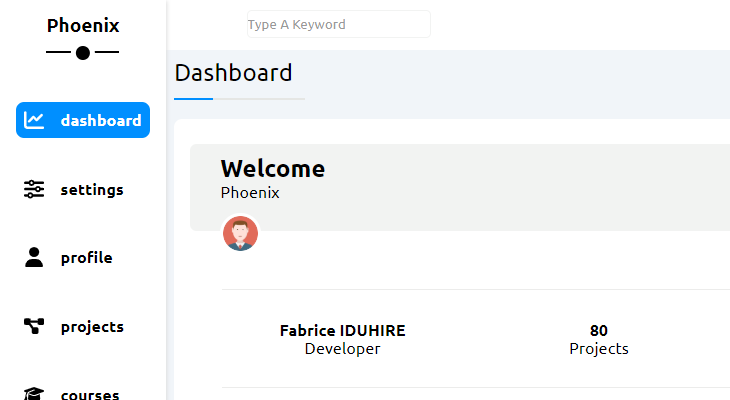 Phoenix
Type A Keyword
Dashboard
dashboard
settings
profile
projects
courses
Welcome
Phoenix
Fabrice IDUHIRE
Developer
80
Projects